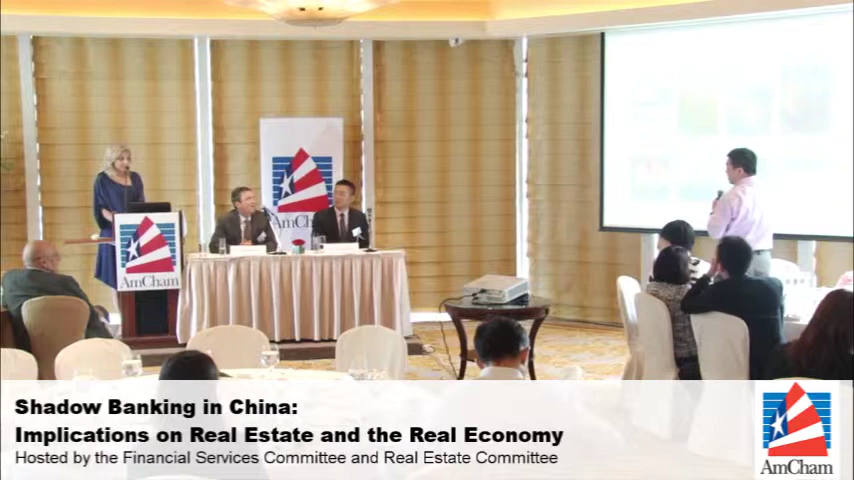 AmCham
AmCham
Shadow Banking in China:
Implications on Real Estate and the Real Economy
Hosted by the Financial Services Committee and Real Estate Committee
AmCham